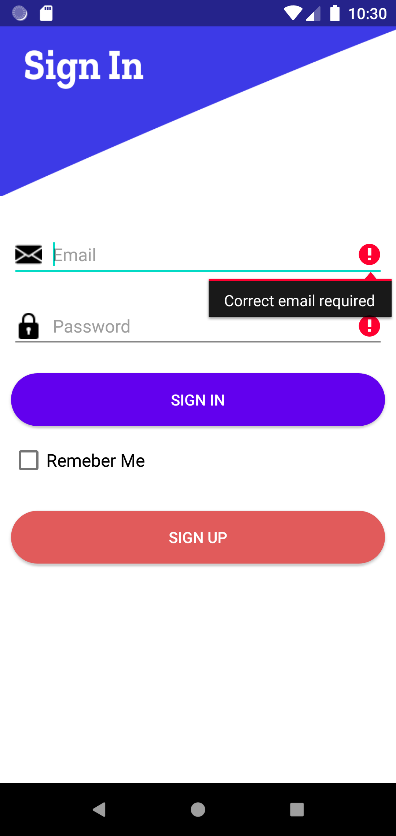 10:30
Sign In
Email
Correct email required
Password
SIGN IN
Remeber Me
SIGN UP